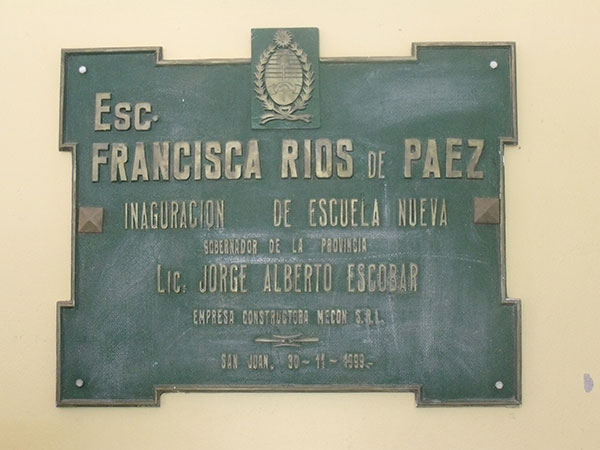 Esc.
FRANCISCA RIOS DE PAEZ
INAGURACION DE ESCUELA NUEVA
GOBERNADOR DE LA PROVINCIA
Lic. JORGE ALBERTO ESCOBAR
EMPRESA CONSTRUCTORA MECON S.R.L.
SAN JUAN, 30-11-1999.-